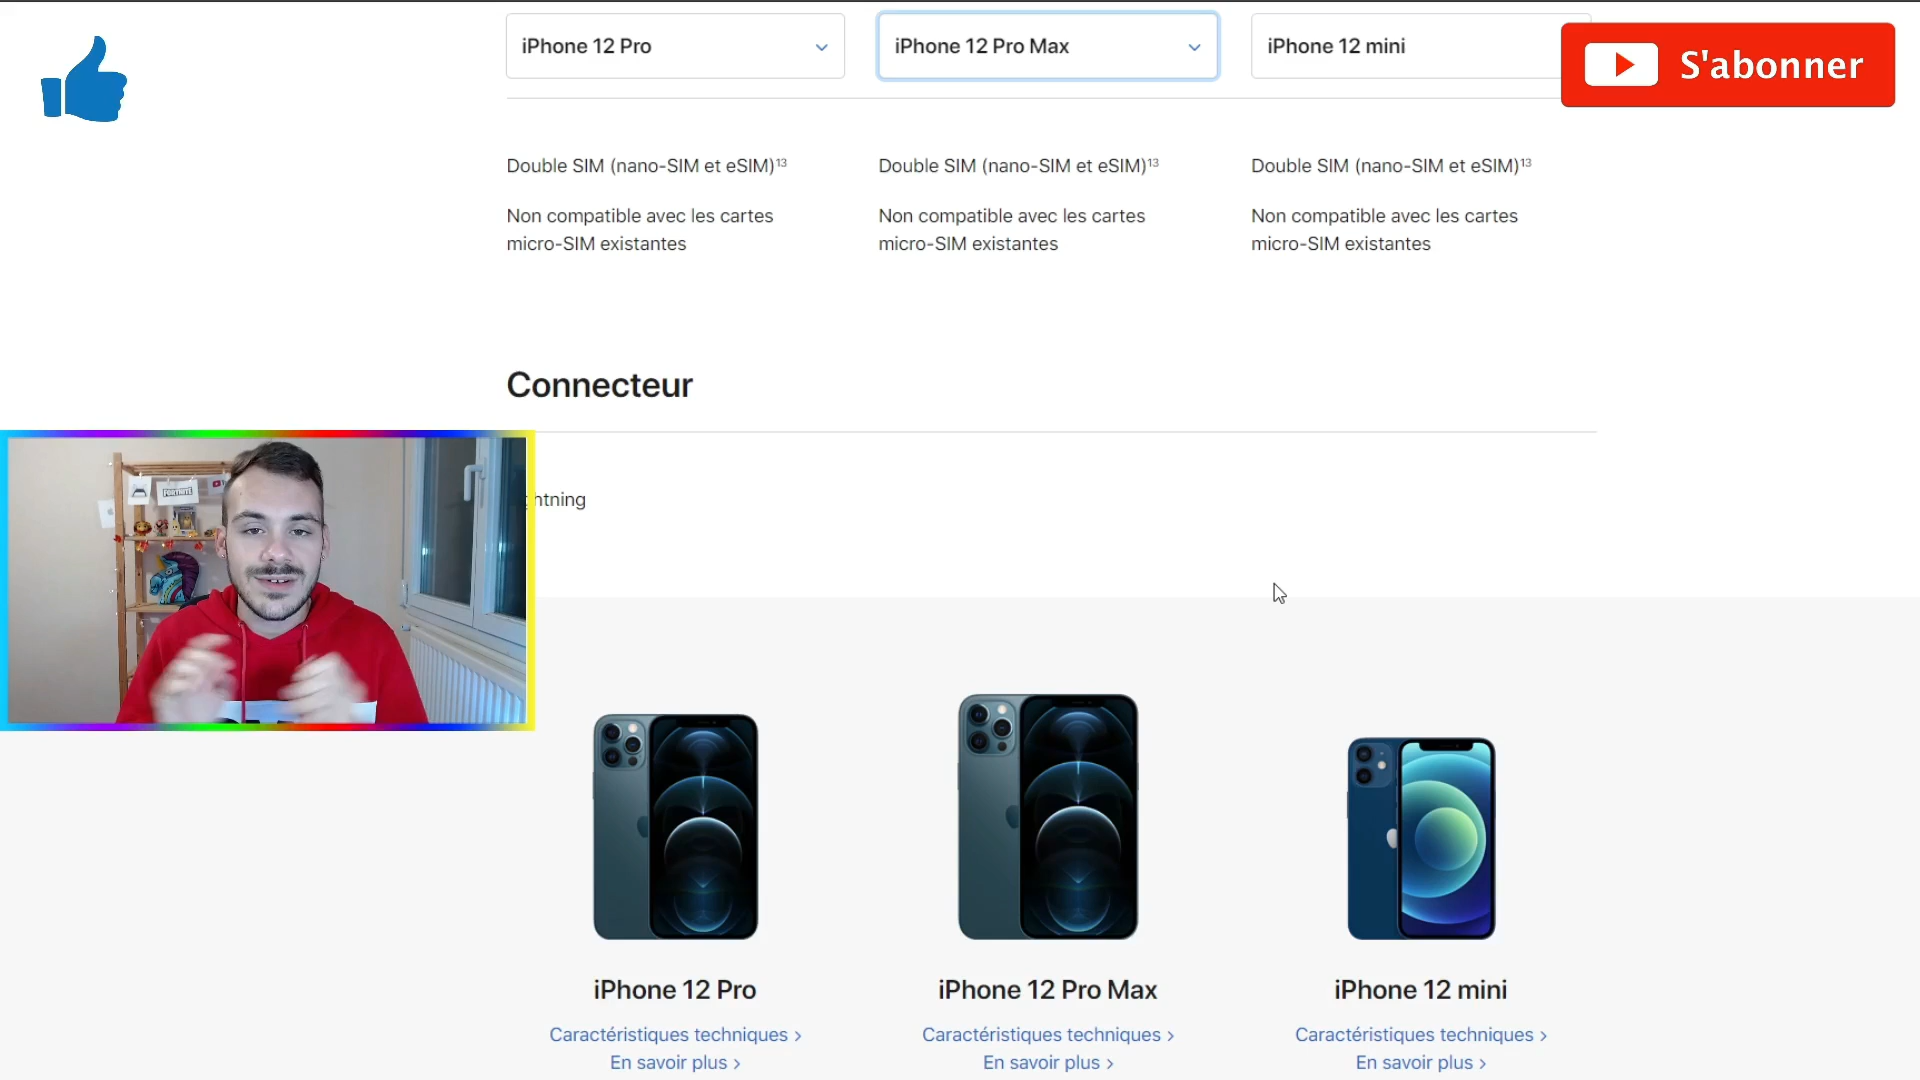 iPhone 12 Pro
iPhone 12 Pro Max
iPhone 12 mini
S'abonner
Double SIM (nano-SIM et eSIM)¹³
Non compatible avec les cartes
micro-SIM existantes
Double SIM (nano-SIM et eSIM)¹³
Non compatible avec les cartes
micro-SIM existantes
Double SIM (nano-SIM et eSIM)¹³
Non compatible avec les cartes
micro-SIM existantes
Connecteur
htning
FORTNITE
iPhone 12 Pro
Caractéristiques techniques >
En savoir plus >
iPhone 12 Pro Max
Caractéristiques techniques >
En savoir plus >
iPhone 12 mini
Caractéristiques techniques >
En savoir plus >